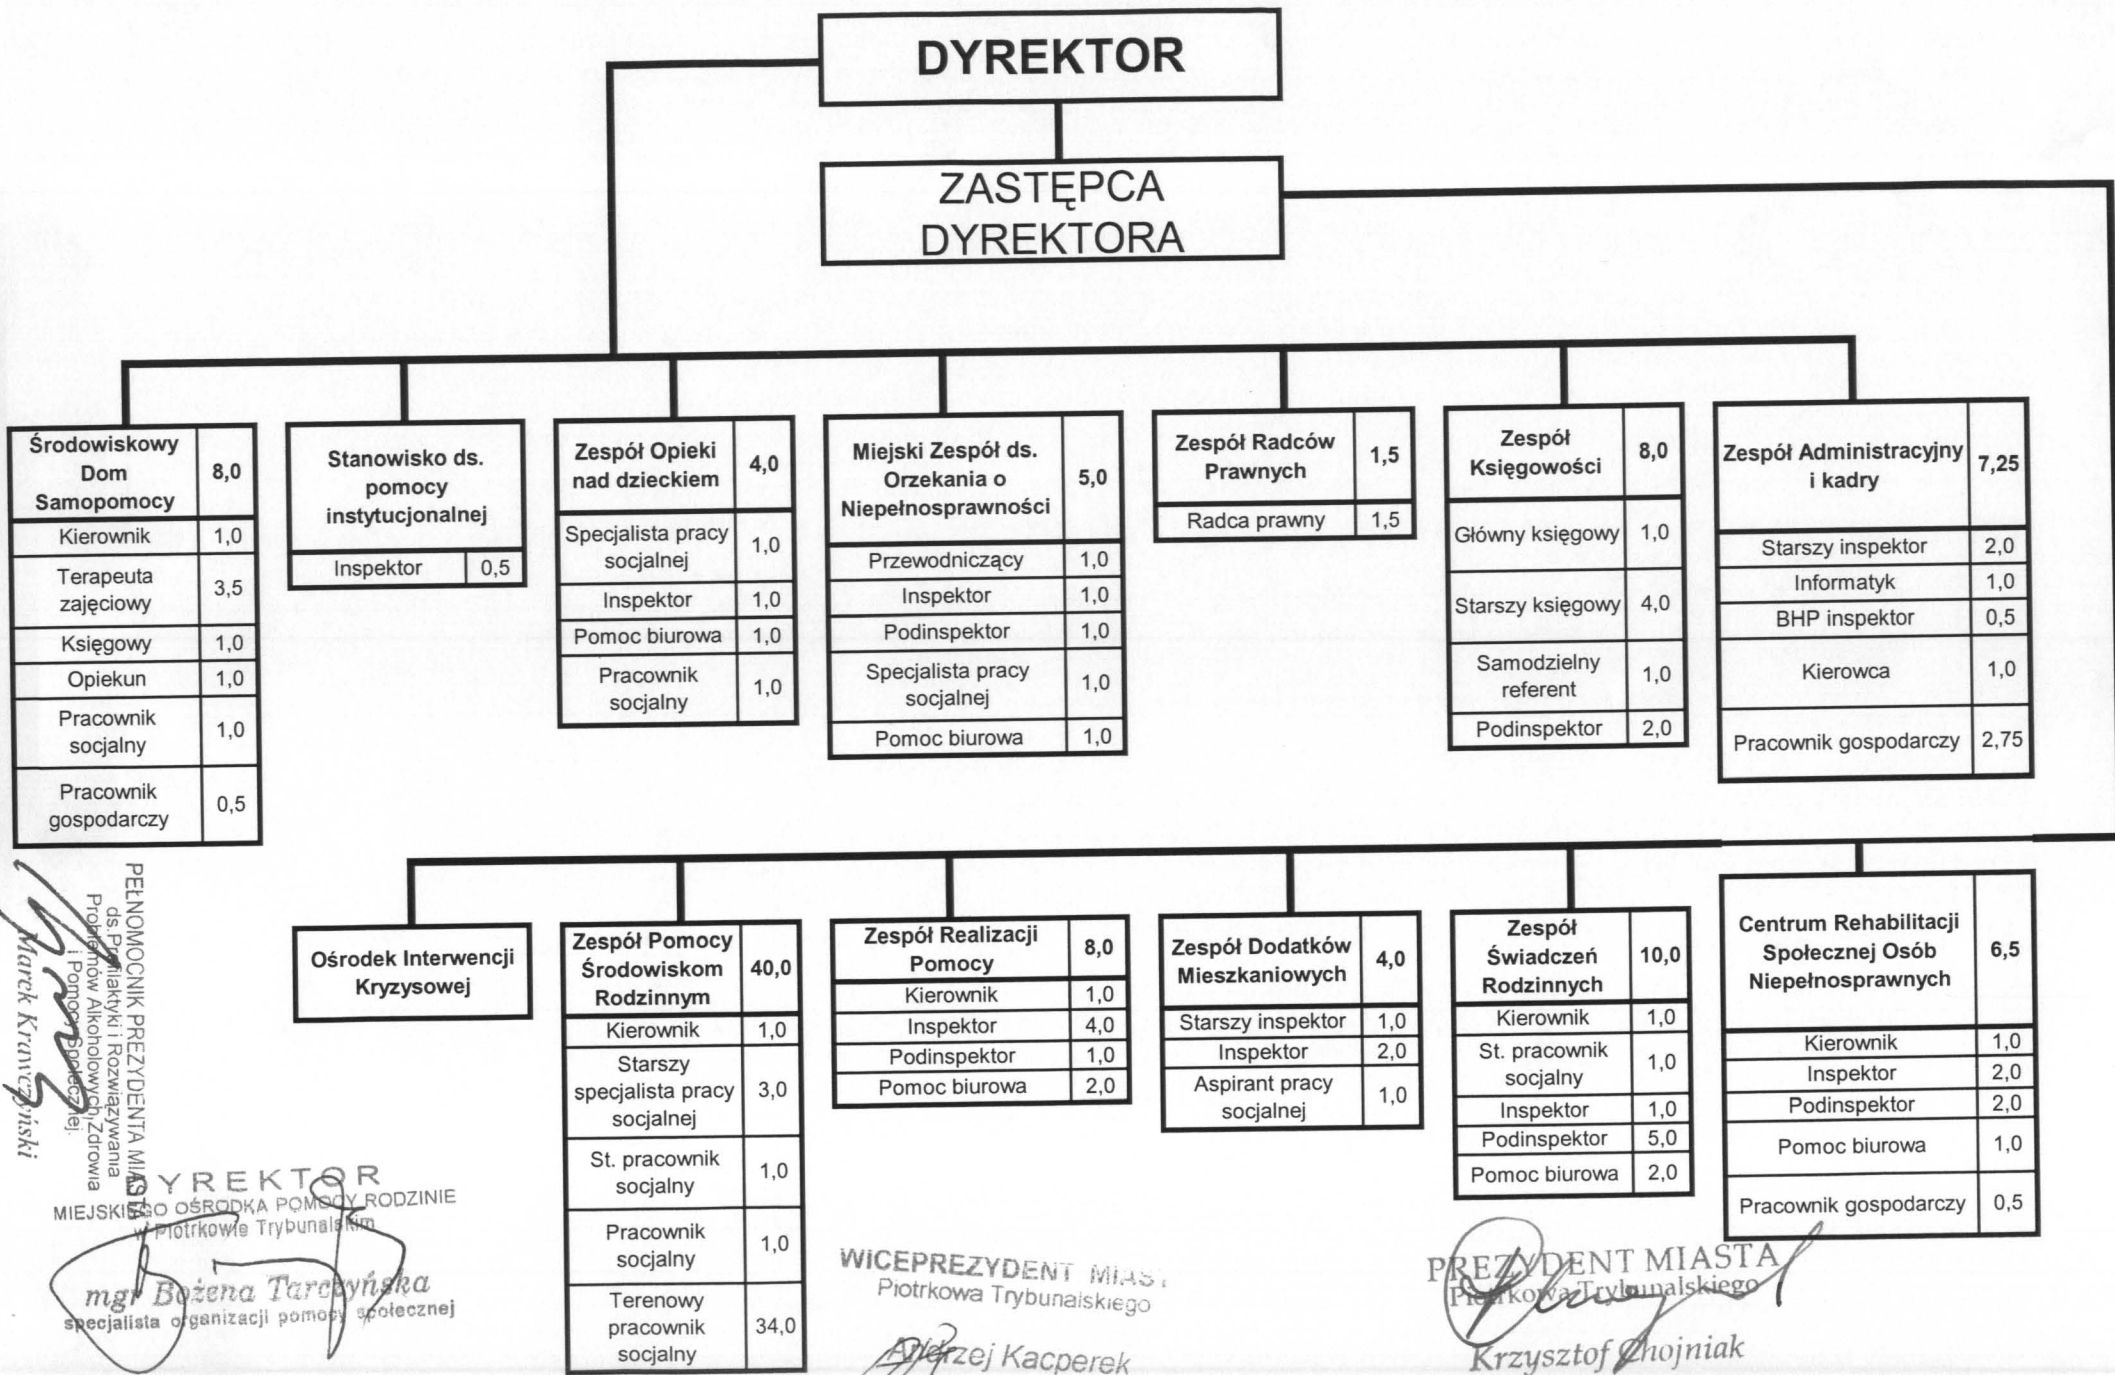 DYREKTOR
ZASTĘPCA
DYREKTORA
Środowiskowy
Dom
Samopomocy
8,0
Kierownik 1,0
Terapeuta
zajęciowy
3,5
Księgowy 1,0
Opiekun 1,0
Pracownik
socjalny
1,0
Pracownik
gospodarczy
0,5
Stanowisko ds.
pomocy
instytucjonalnej
Inspektor 0,5
Zespół Opieki
nad dzieckiem
4,0
Specjalista pracy
socjalnej
1,0
Inspektor 1,0
Pomoc biurowa 1,0
Pracownik
socjalny
1,0
Miejski Zespół ds.
Orzekania o
Niepełnosprawności
5,0
Przewodniczący 1,0
Inspektor 1,0
Podinspektor 1,0
Specjalista pracy
socjalnej
1,0
Pomoc biurowa 1,0
Zespół Radców
Prawnych
1,5
Radca prawny 1,5
Zespół
Księgowości
8,0
Główny księgowy 1,0
Starszy księgowy 4,0
Samodzielny
referent
1,0
Podinspektor 2,0
Zespół Administracyjny
i kadry
7,25
Starszy inspektor 2,0
Informatyk 1,0
BHP inspektor 0,5
Kierowca 1,0
Pracownik gospodarczy 2,75
Ośrodek Interwencji
Kryzysowej
Zespół Pomocy
Środowiskom
Rodzinnym
40,0
Kierownik 1,0
Starszy
specjalista pracy
socjalnej
3,0
St. pracownik
socjalny
1,0
Pracownik
socjalny
1,0
Terenowy
pracownik
socjalny
34,0
Zespół Realizacji
Pomocy
8,0
Kierownik 1,0
Inspektor 4,0
Podinspektor 1,0
Pomoc biurowa 2,0
Zespół Dodatków
Mieszkaniowych
4,0
Starszy inspektor 1,0
Inspektor 2,0
Aspirant pracy
socjalnej
1,0
Zespół
Świadczeń
Rodzinnych
10,0
Kierownik 1,0
St. pracownik
socjalny
1,0
Inspektor 1,0
Podinspektor 5,0
Pomoc biurowa 2,0
Centrum Rehabilitacji
Społecznej Osób
Niepełnosprawnych
6,5
Kierownik 1,0
Inspektor 2,0
Podinspektor 2,0
Pomoc biurowa 1,0
Pracownik gospodarczy 0,5
PEŁNOMOCNIK PREZYDENTA MIASTA
ds.Profilaktyki i Rozwiązywania
Problemów Alkoholowych,Zdrowia
i Pomocy Społecznej.
Marek Krawczyński
DYREKTOR
MIEJSKIEGO OŚRODKA POMOCY RODZINIE
w Piotrkowie Trybunalskim
mgr Bożena Tarczyńska
specjalista organizacji pomocy społecznej
WICEPREZYDENT MIAST
Piotrkowa Trybunalskiego
Andrzej Kacperek
PREZYDENT MIASTA
Piotrkowa Trybunalskiego
Krzysztof Chojniak